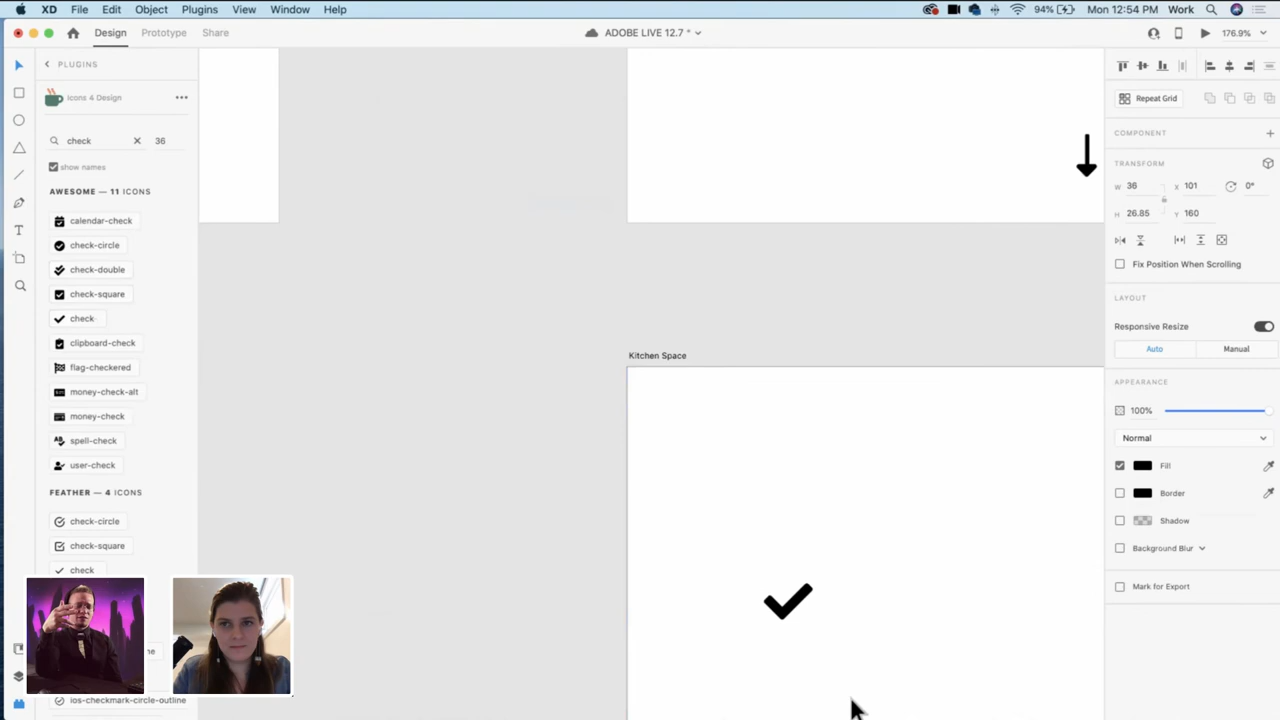 XD File Edit Object Plugins View Window Help 94% Mon 12:54 PM Work
Design Prototype Share ADOBE LIVE 12.7 * 176.9%
PLUGINS
Icons 4 Design •••
check 36
show names
AWESOME — 11 ICONS
calendar-check
check-circle
check-double
check-square
check
clipboard-check
flag-checkered
money-check-alt
money-check
spell-check
user-check
FEATHER — 4 ICONS
check-circle
check-square
check
ne
ios-checkmark-circle-outline
Kitchen Space
Repeat Grid
COMPONENT
TRANSFORM
W 36 X 101 0°
H 26.85 Y 160
Fix Position When Scrolling
LAYOUT
Responsive Resize
Auto Manual
APPEARANCE
100%
Normal
Fill
Border
Shadow
Background Blur
Mark for Export